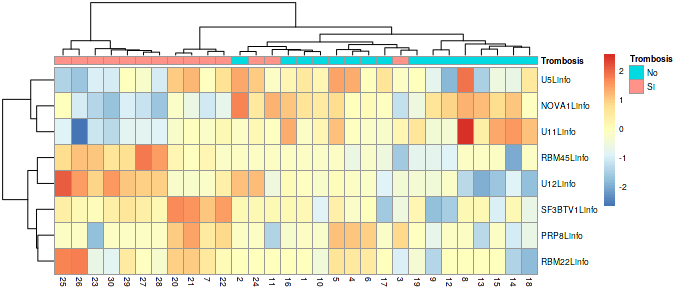 Trombosis
U5Linfo
NOVA1Linfo
U11Linfo
RBM45Linfo
U12Linfo
SF3BTV1Linfo
PRP8Linfo
RBM22Linfo
25 26 23 30 29 27 28 20 21 7 22 2 24 11 16 1 10 5 4 6 17 3 19 9 12 8 13 15 14 18
2
1
0
-1
-2
Trombosis
No
SI